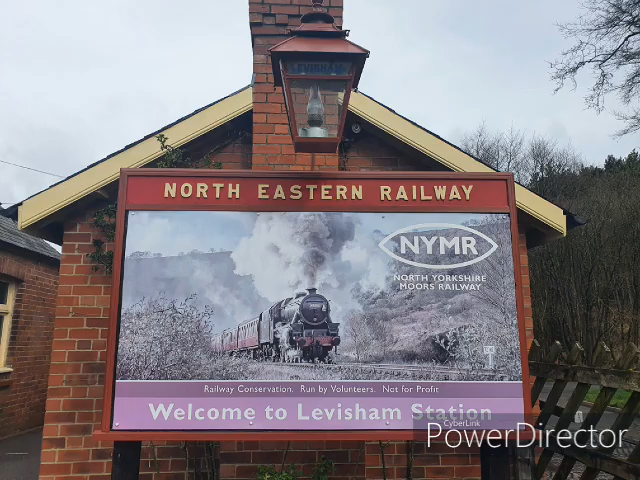 LEVISHAM
NORTH EASTERN RAILWAY
NYMR
NORTH YORKSHIRE
MOORS RAILWAY
Railway Conservation. Run by Volunteers. Not for Profit
Welcome to Levisham Station
CyberLink
PowerDirector